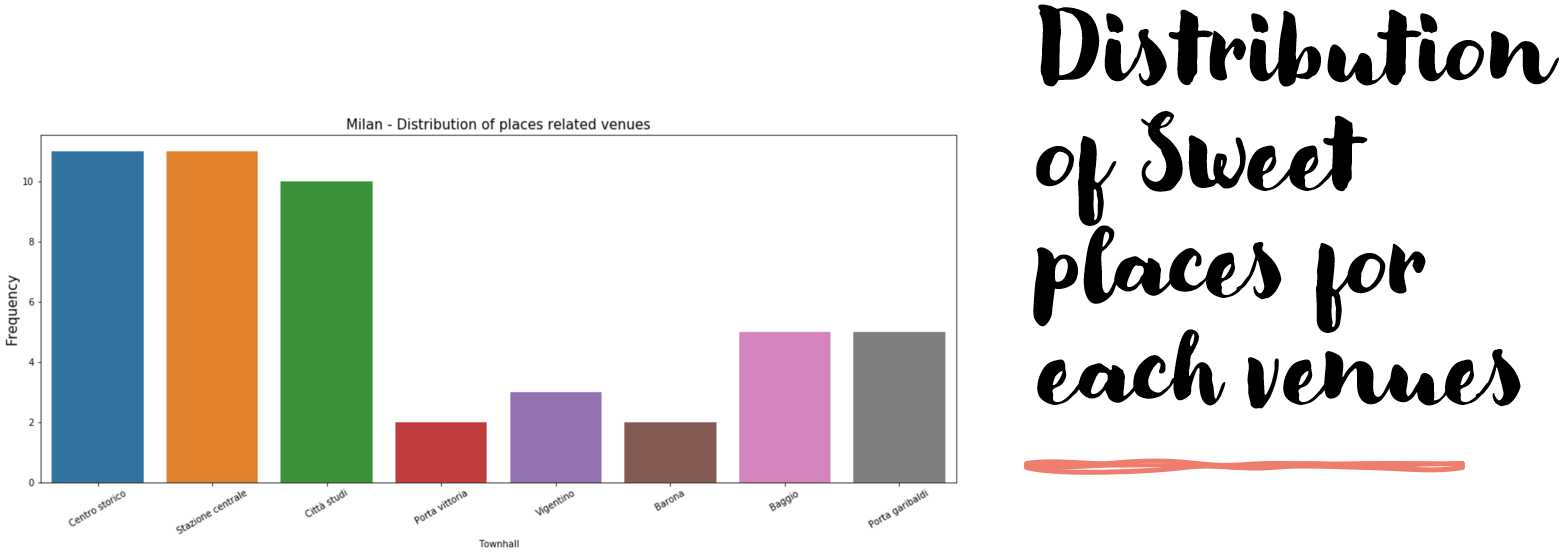 Milan - Distribution of places related venues
Frequency
10
8
6
4
2
0
Centro storico
Stazione centrale
Città studi
Porta vittoria
Vigentino
Barona
Baggio
Porta garibaldi
Townhall
Distribution
of Sweet
places for
each venues